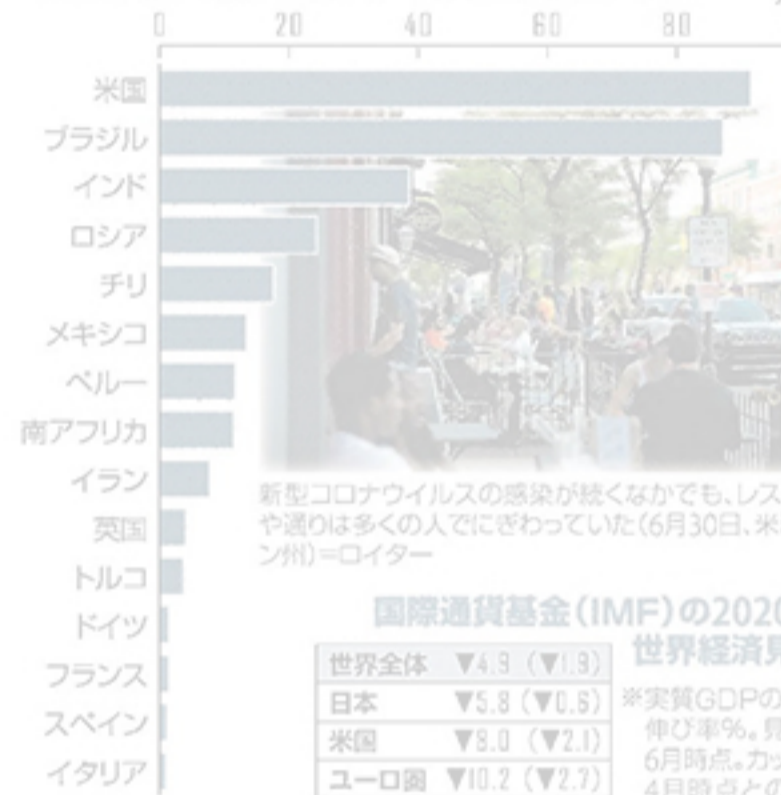 0 20 40 60 80
米国
ブラジル
インド
ロシア
チリ
メキシコ
ペルー
南アフリカ
イラン
英国
トルコ
ドイツ
フランス
スペイン
イタリア
新型コロナウイルスの感染が続くなかでも、レス
や通りは多くの人でにぎわっていた(6月30日、米
ン州)=ロイター
国際通貨基金(IMF)の2020
世界経済見
世界全体 ▼4.9 (▼1.9)
日本 ▼5.8 (▼0.6)
米国 ▼8.0 (▼2.1)
ユーロ圏 ▼10.2 (▼2.7)
※実質GDPの
伸び率%。見
6月時点。カッ
4月時点との